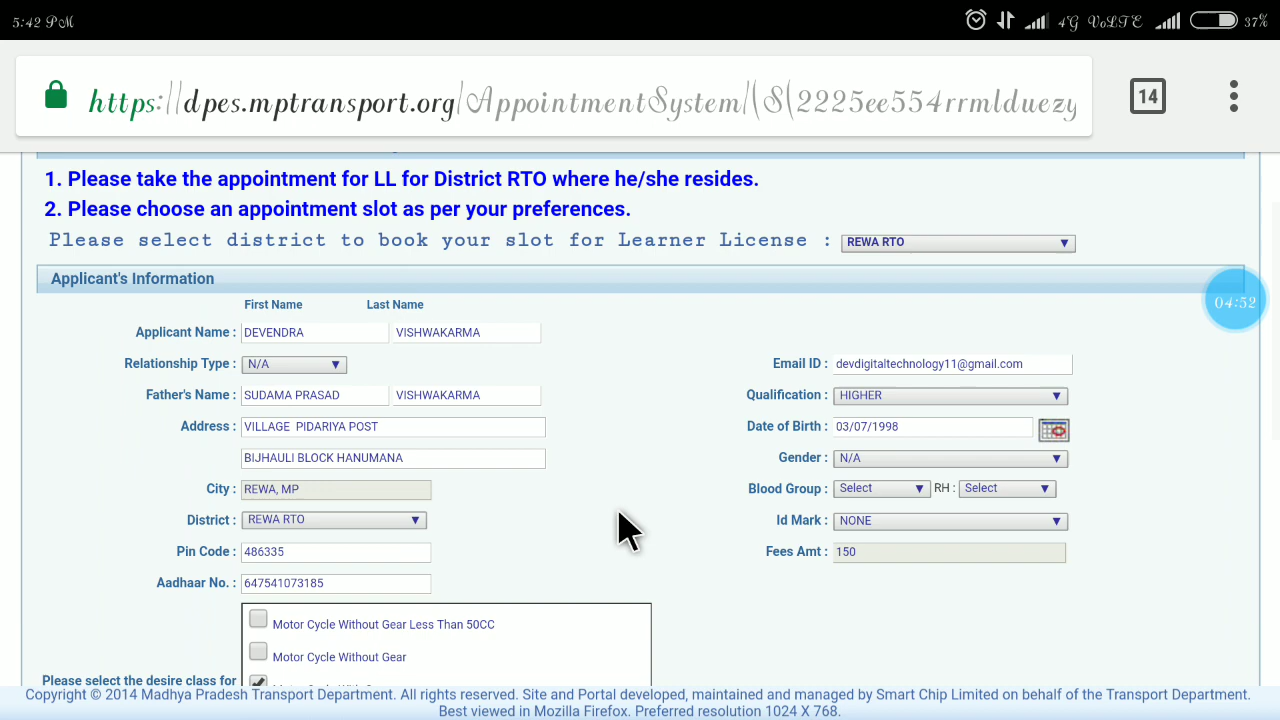 5:42 PM 4G VoLTE 37%
https://dpes.mptransport.org/AppointmentSystem/(S(2225ee554rrmlduezy
14
1. Please take the appointment for LL for District RTO where he/she resides.
2. Please choose an appointment slot as per your preferences.
Please select district to book your slot for Learner License : REWA RTO
Applicant's Information
04:52
First Name Last Name
Applicant Name : DEVENDRA VISHWAKARMA
Relationship Type : N/A Email ID : devdigitaltechnology11@gmail.com
Father's Name : SUDAMA PRASAD VISHWAKARMA Qualification : HIGHER
Address : VILLAGE PIDARIYA POST Date of Birth : 03/07/1998
BIJHAULI BLOCK HANUMANA Gender : N/A
City : REWA, MP Blood Group : Select RH : Select
District : REWA RTO Id Mark : NONE
Pin Code : 486335 Fees Amt : 150
Aadhaar No. : 647541073185
Motor Cycle Without Gear Less Than 50CC
Motor Cycle Without Gear
Please select the desire class for
Copyright © 2014 Madhya Pradesh Transport Department. All rights reserved. Site and Portal developed, maintained and managed by Smart Chip Limited on behalf of the Transport Department.
Best viewed in Mozilla Firefox. Preferred resolution 1024 X 768.